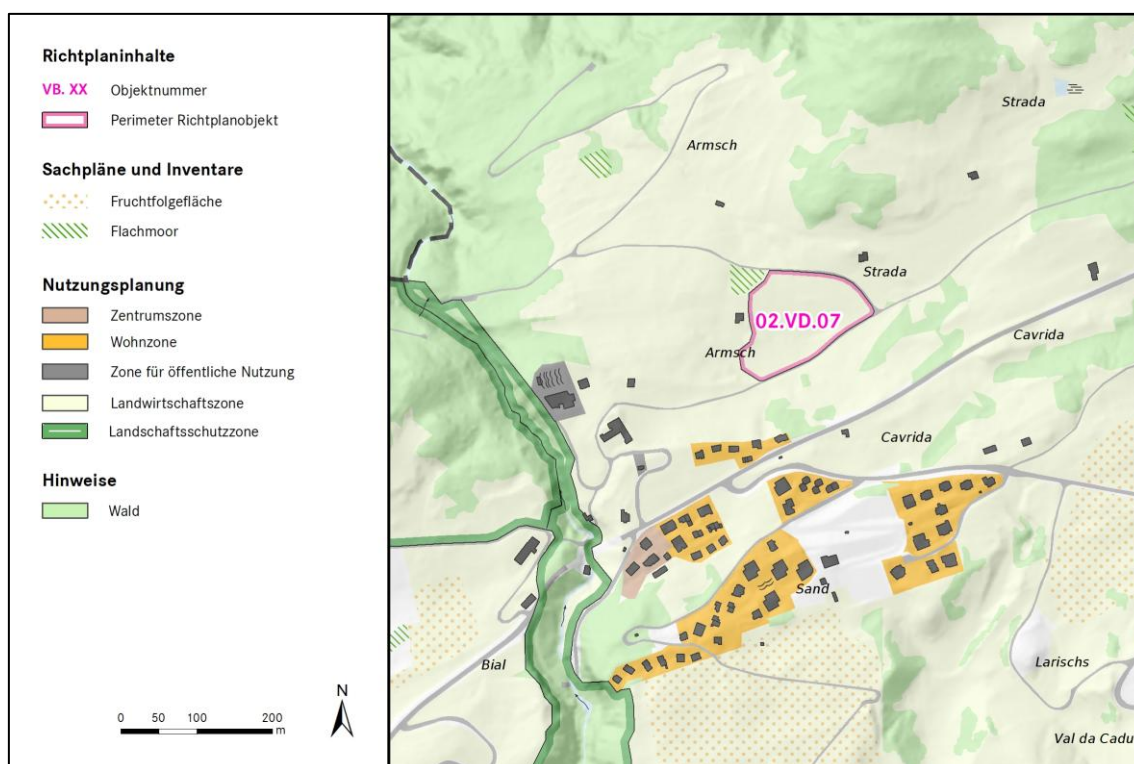 Richtplaninhalte
VB. XX Objektnummer
Perimeter Richtplanobjekt
Sachpläne und Inventare
Fruchtfolgefläche
Flachmoor
Nutzungsplanung
Zentrumszone
Wohnzone
Zone für öffentliche Nutzung
Landwirtschaftszone
Landschaftsschutzzone
Hinweise
Wald
N
0 50 100 200
m
Strada
Armsch
Strada
02.VD.07
Cavrida
Armsch
Cavrida
Sand
Bial
Larischs
Val da Cadu